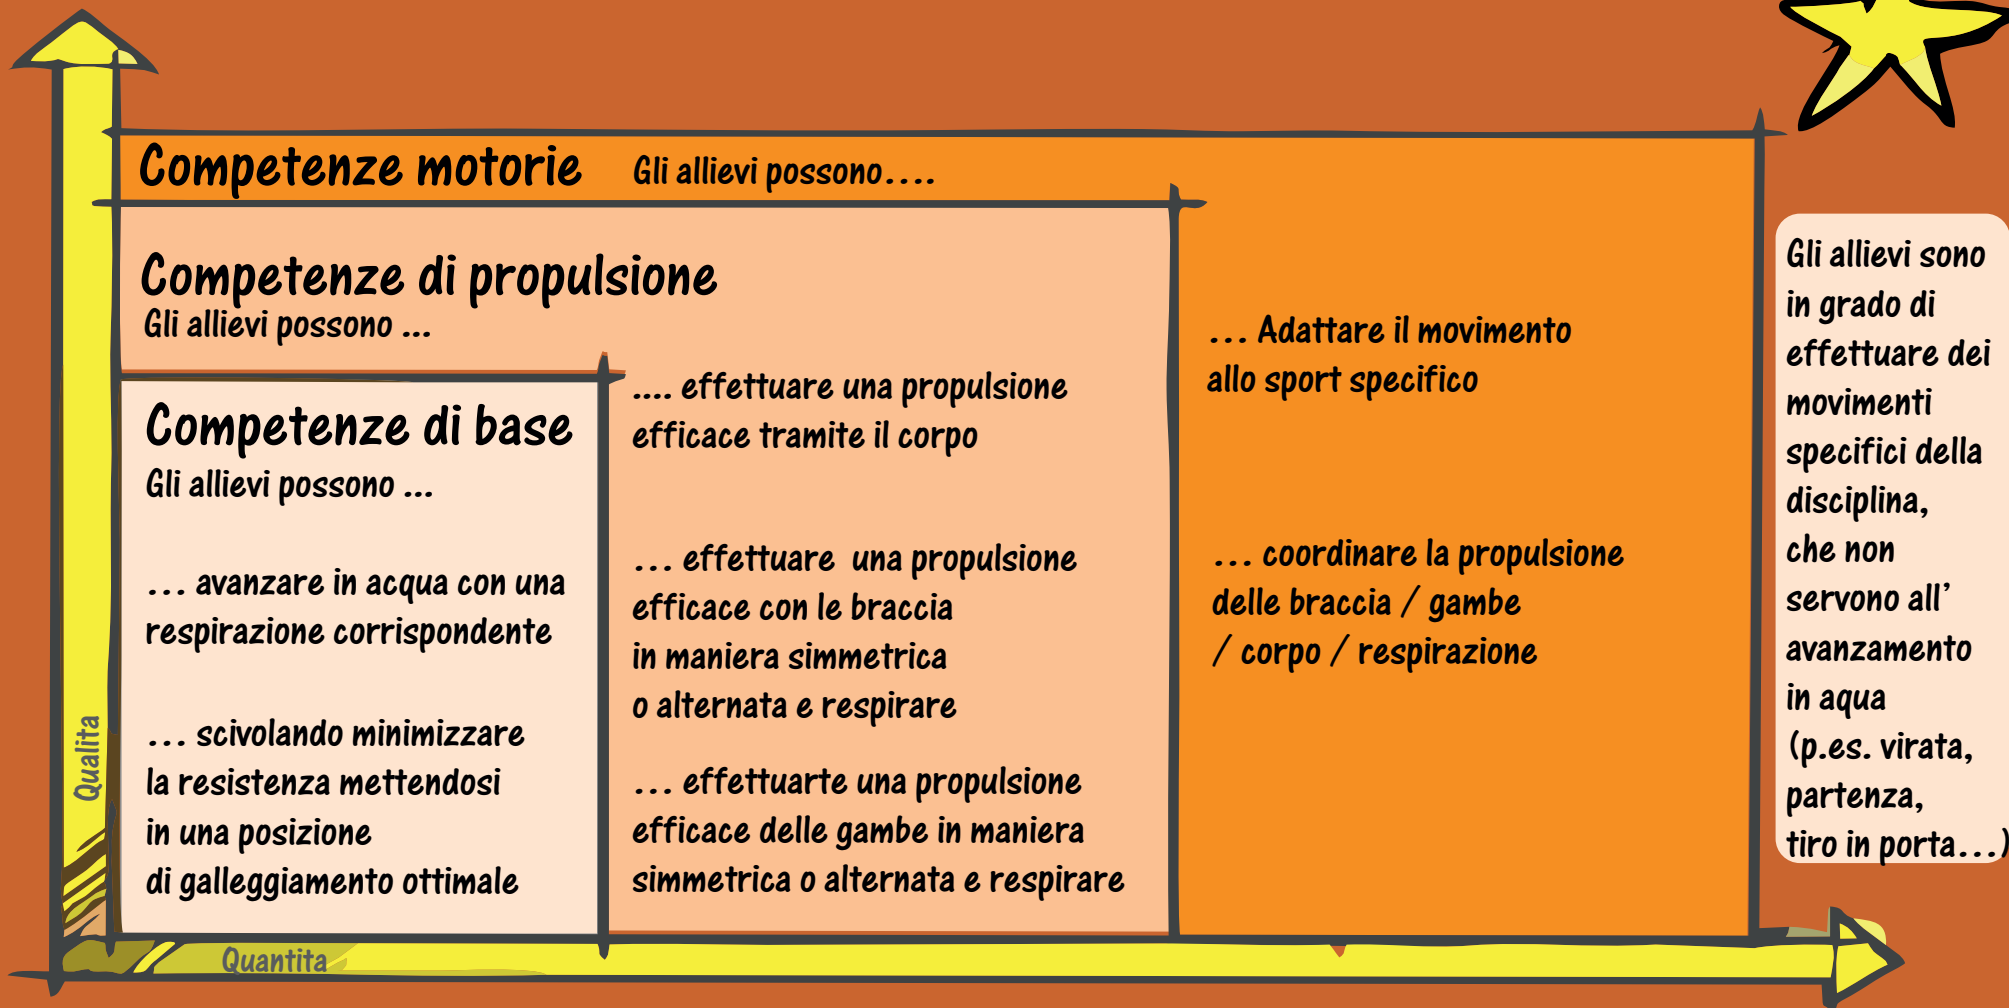 Competenze motorie Gli allievi possono....
Competenze di propulsione
Gli allievi possono ...
Competenze di base
Gli allievi possono ...
... avanzare in acqua con una
respirazione corrispondente
... scivolando minimizzare
la resistenza mettendosi
in una posizione
di galleggiamento ottimale
.... effettuare una propulsione
efficace tramite il corpo
... effettuare una propulsione
efficace con le braccia
in maniera simmetrica
o alternata e respirare
... effettuarte una propulsione
efficace delle gambe in maniera
simmetrica o alternata e respirare
... Adattare il movimento
allo sport specifico
... coordinare la propulsione
delle braccia / gambe
/ corpo / respirazione
Gli allievi sono
in grado di
effettuare dei
movimenti
specifici della
disciplina,
che non
servono all'
avanzamento
in aqua
(p.es. virata,
partenza,
tiro in porta...)
Qualita
Quantita